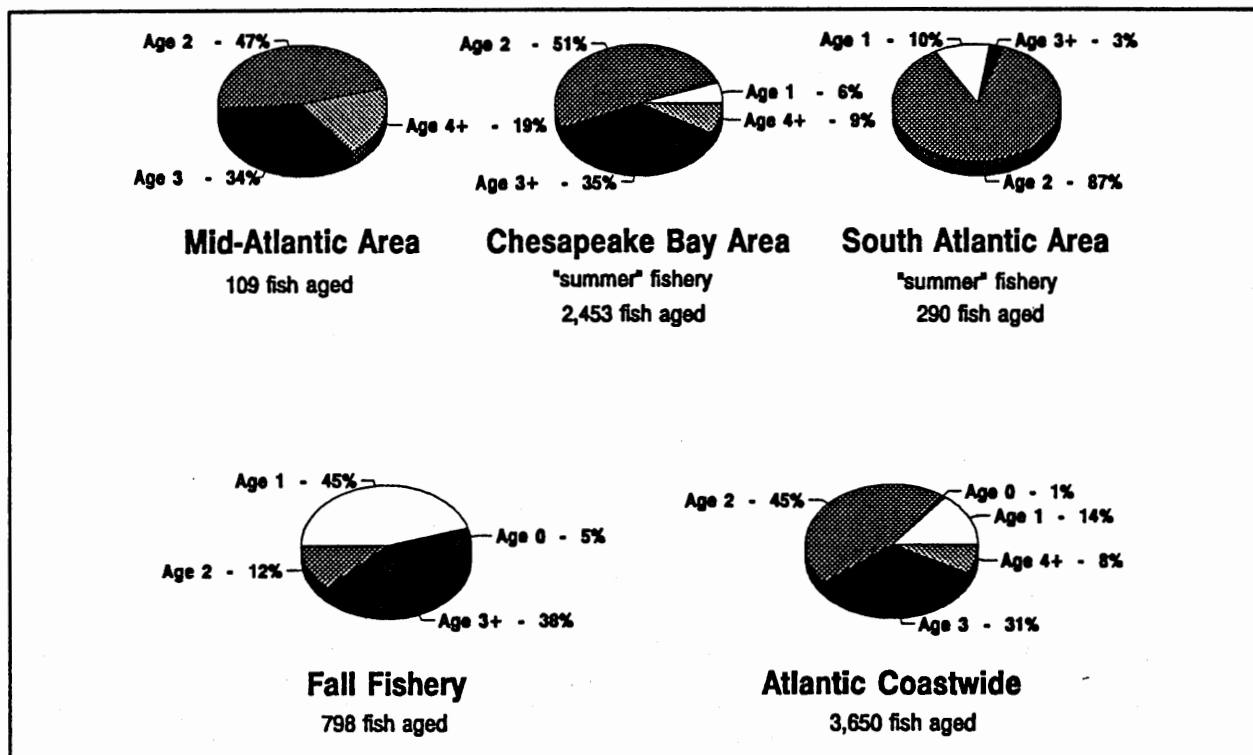 Age 2 - 47%
Age 4+ - 19%
Age 3 - 34%
Mid-Atlantic Area
109 fish aged
Age 2 - 51%
Age 1 - 6%
Age 4+ - 9%
Age 3+ - 35%
Chesapeake Bay Area
"summer" fishery
2,453 fish aged
Age 1 - 10%
Age 3+ - 3%
Age 2 - 87%
South Atlantic Area
"summer" fishery
290 fish aged
Age 1 - 45%
Age 0 - 5%
Age 2 - 12%
Age 3+ - 38%
Fall Fishery
798 fish aged
Age 2 - 45%
Age 0 - 1%
Age 1 - 14%
Age 4+ - 8%
Age 3 - 31%
Atlantic Coastwide
3,650 fish aged